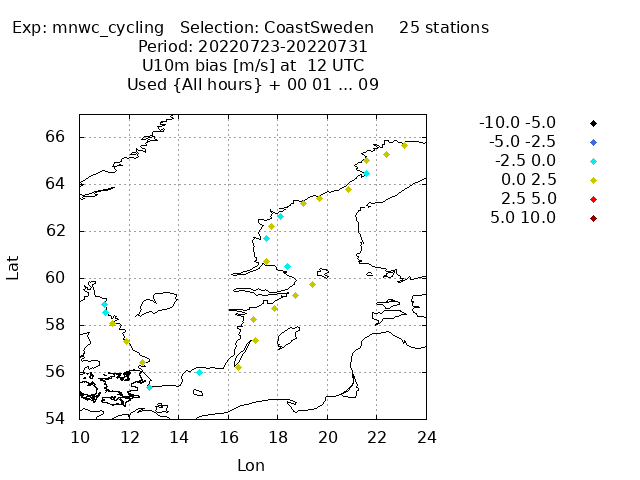 Exp: mnwc_cycling   Selection: CoastSweden     25 stations
Period: 20220723-20220731
U10m bias [m/s] at  12 UTC
Used {All hours} + 00 01 ... 09
-10.0 -5.0
-5.0 -2.5
-2.5 0.0
0.0 2.5
2.5 5.0
5.0 10.0
66
64
62
60
58
56
54
Lat
10 12 14 16 18 20 22 24
Lon